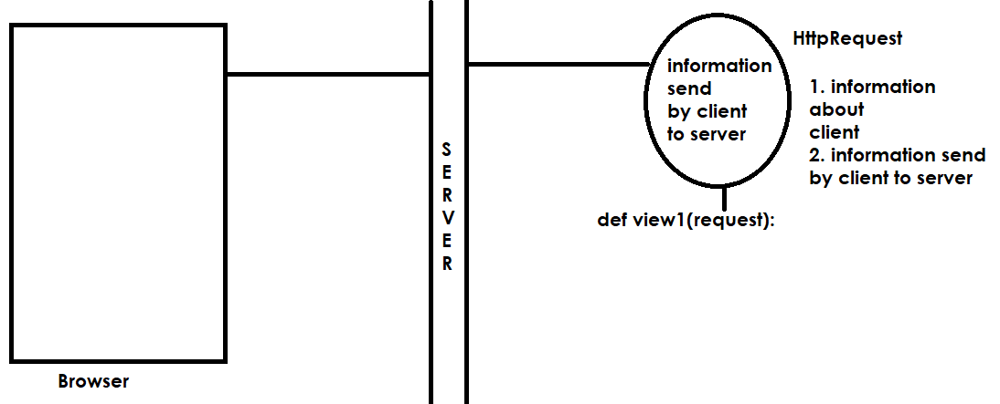 Browser
SERVER
information
send
by client
to server
HttpRequest
1. information
about
client
2. information send
by client to server
def view1(request):